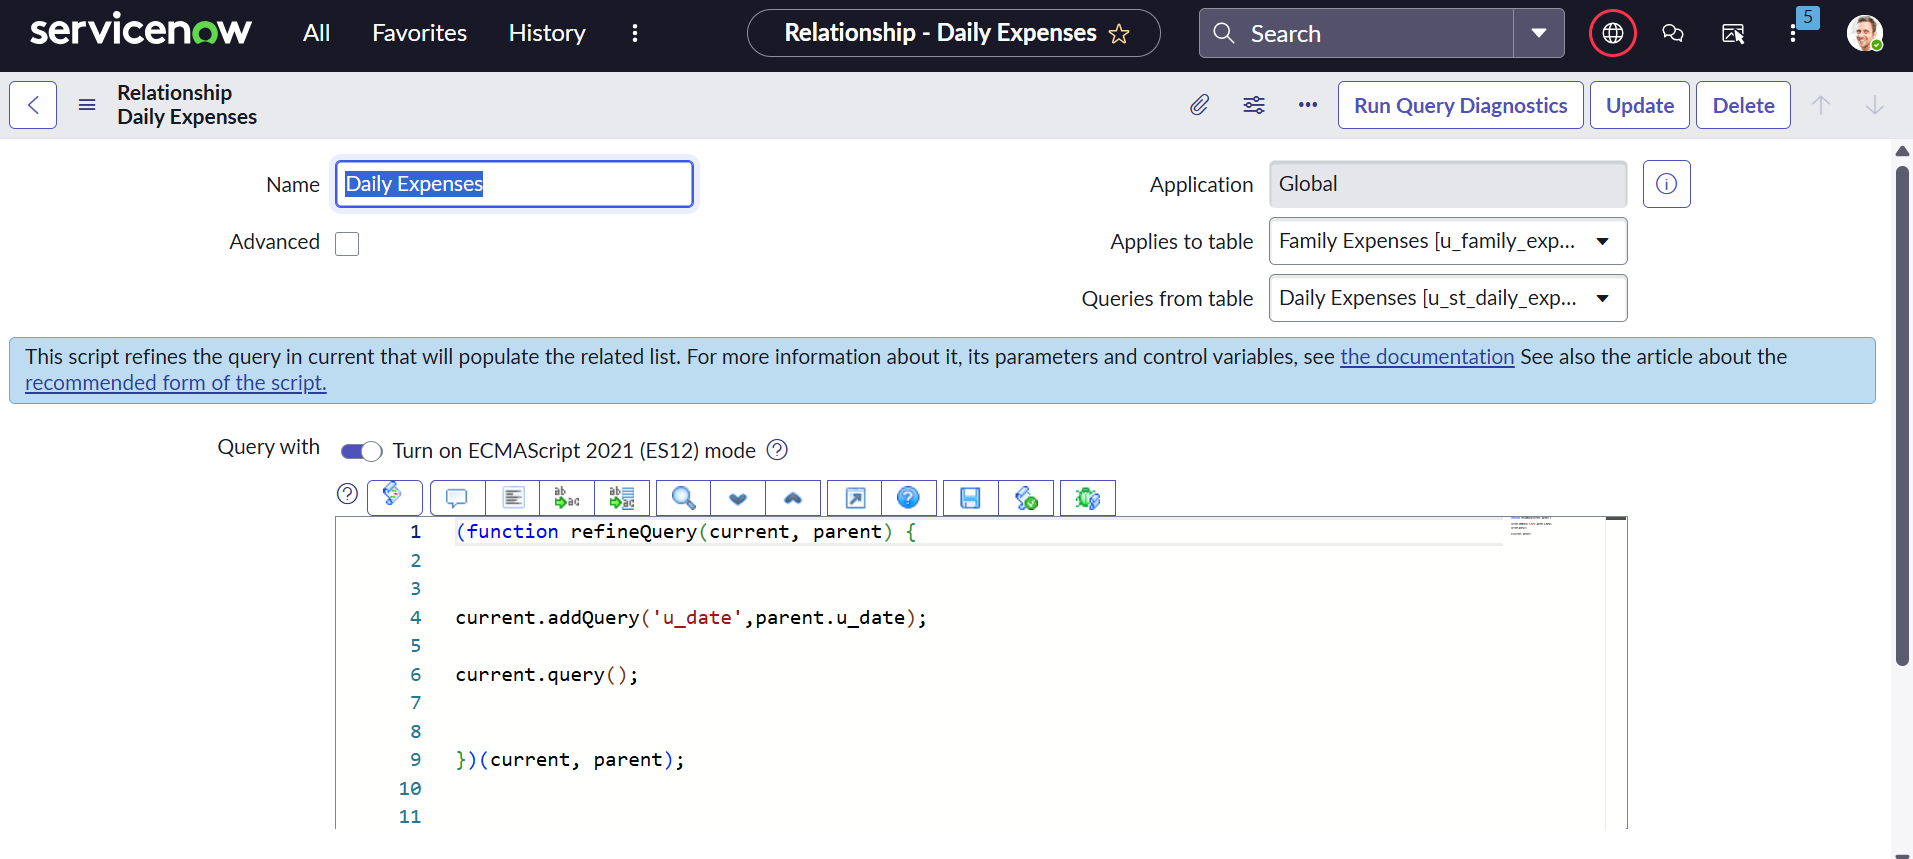 servicenow All Favorites History Relationship - Daily Expenses Search 5
Relationship
Daily Expenses
Run Query Diagnostics Update Delete
Name Daily Expenses Application Global
Advanced Applies to table Family Expenses [u_family_exp...
Queries from table Daily Expenses [u_st_daily_exp...
This script refines the query in current that will populate the related list. For more information about it, its parameters and control variables, see the documentation See also the article about the
recommended form of the script.
Query with Turn on ECMAScript 2021 (ES12) mode
1 (function refineQuery(current, parent) {
2
3
4 current.addQuery('u_date',parent.u_date);
5
6 current.query();
7
8
9 })(current, parent);
10
11